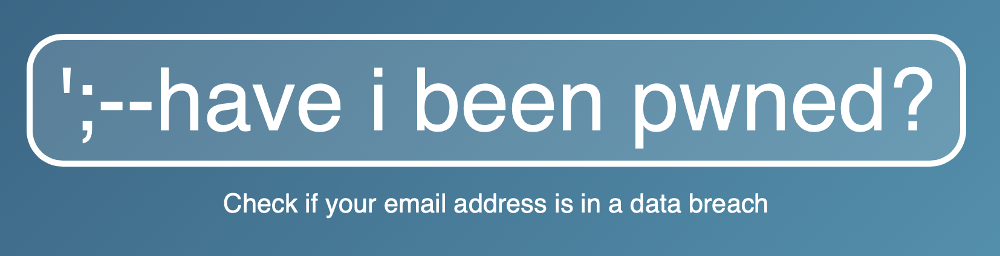 ';--have i been pwned?
Check if your email address is in a data breach